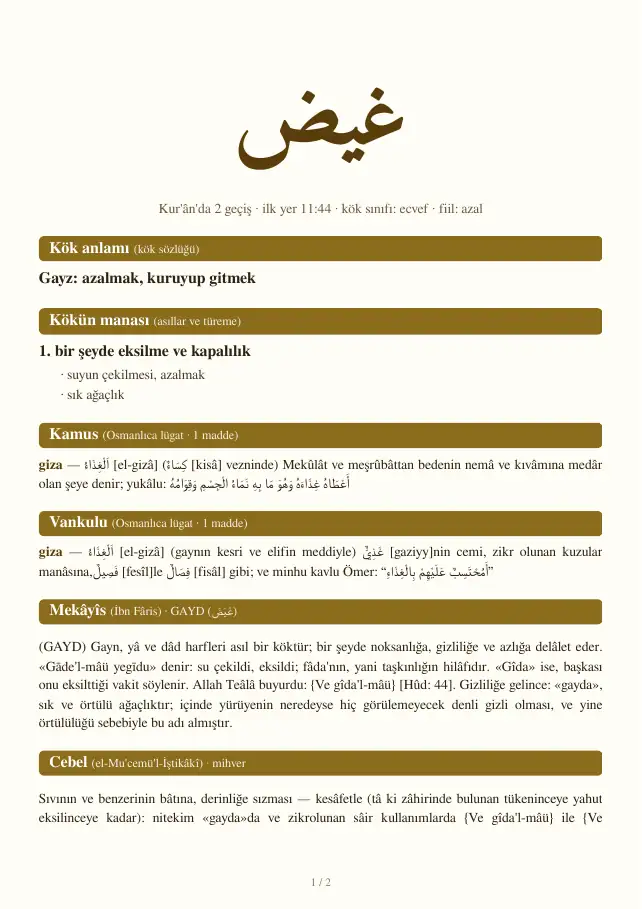 غيض
Kur'ân'da 2 geçiş · ilk yer 11:44 · kök sınıfı: ecvef · fiil: azal
Kök anlamı (kök sözlüğü)
Gayz: azalmak, kuruyup gitmek
Kökün manası (asıllar ve türeme)
1. bir şeyde eksilme ve kapalılık
· suyun çekilmesi, azalmak
· sık ağaçlık
Kamus (Osmanlıca lügat · 1 madde)
giza — اَلْغِذَاءُ [el-gizâ] (كِسَاءٌ [kisâ] vezninde) Mekûlât ve meşrûbâttan bedenin nemâ ve kıvâmına medâr
olan şeye denir; yukâlu: أَعْطَاهُ غِذَاءَهُ وَهُوَ مَا بِهِ نَمَاءُ الْجِسْمِ وَقِوَامُهُ
Vankulu (Osmanlıca lügat · 1 madde)
giza — اَلْغِذَاءُ [el-gizâ] (gaynın kesri ve elifin meddiyle) غَذِيٌّ [gaziyy]nin cemi, zikr olunan kuzular
manâsına,فَصِيلٌ [fesîl]le فِصَالٌ [fisâl] gibi; ve minhu kavlu Ömer: “أَمُحْتَسِبٌ عَلَيْهِمْ بِالْغِذَاءِ”
Mekâyîs (İbn Fâris) · GAYD (غَيَضَ)
(GAYD) Gayn, yâ ve dâd harfleri asıl bir köktür; bir şeyde noksanlığa, gizliliğe ve azlığa delâlet eder.
«Gāde'l-mâü yegīdu» denir: su çekildi, eksildi; fâda'nın, yani taşkınlığın hilâfıdır. «Gîda» ise, başkası
onu eksilttiği vakit söylenir. Allah Teâlâ buyurdu: {Ve gîda'l-mâü} [Hûd: 44]. Gizliliğe gelince: «gayda»,
sık ve örtülü ağaçlıktır; içinde yürüyenin neredeyse hiç görülemeyecek denli gizli olması, ve yine
örtülülüğü sebebiyle bu adı almıştır.
Cebel (el-Mu'cemü'l-İştikâkî) · mihver
Sıvının ve benzerinin bâtına, derinliğe sızması — kesâfetle (tâ ki zâhirinde bulunan tükeninceye yahut
eksilinceye kadar): nitekim «gayda»da ve zikrolunan sâir kullanımlarda {Ve gîda'l-mâü} ile {Ve
1 / 2